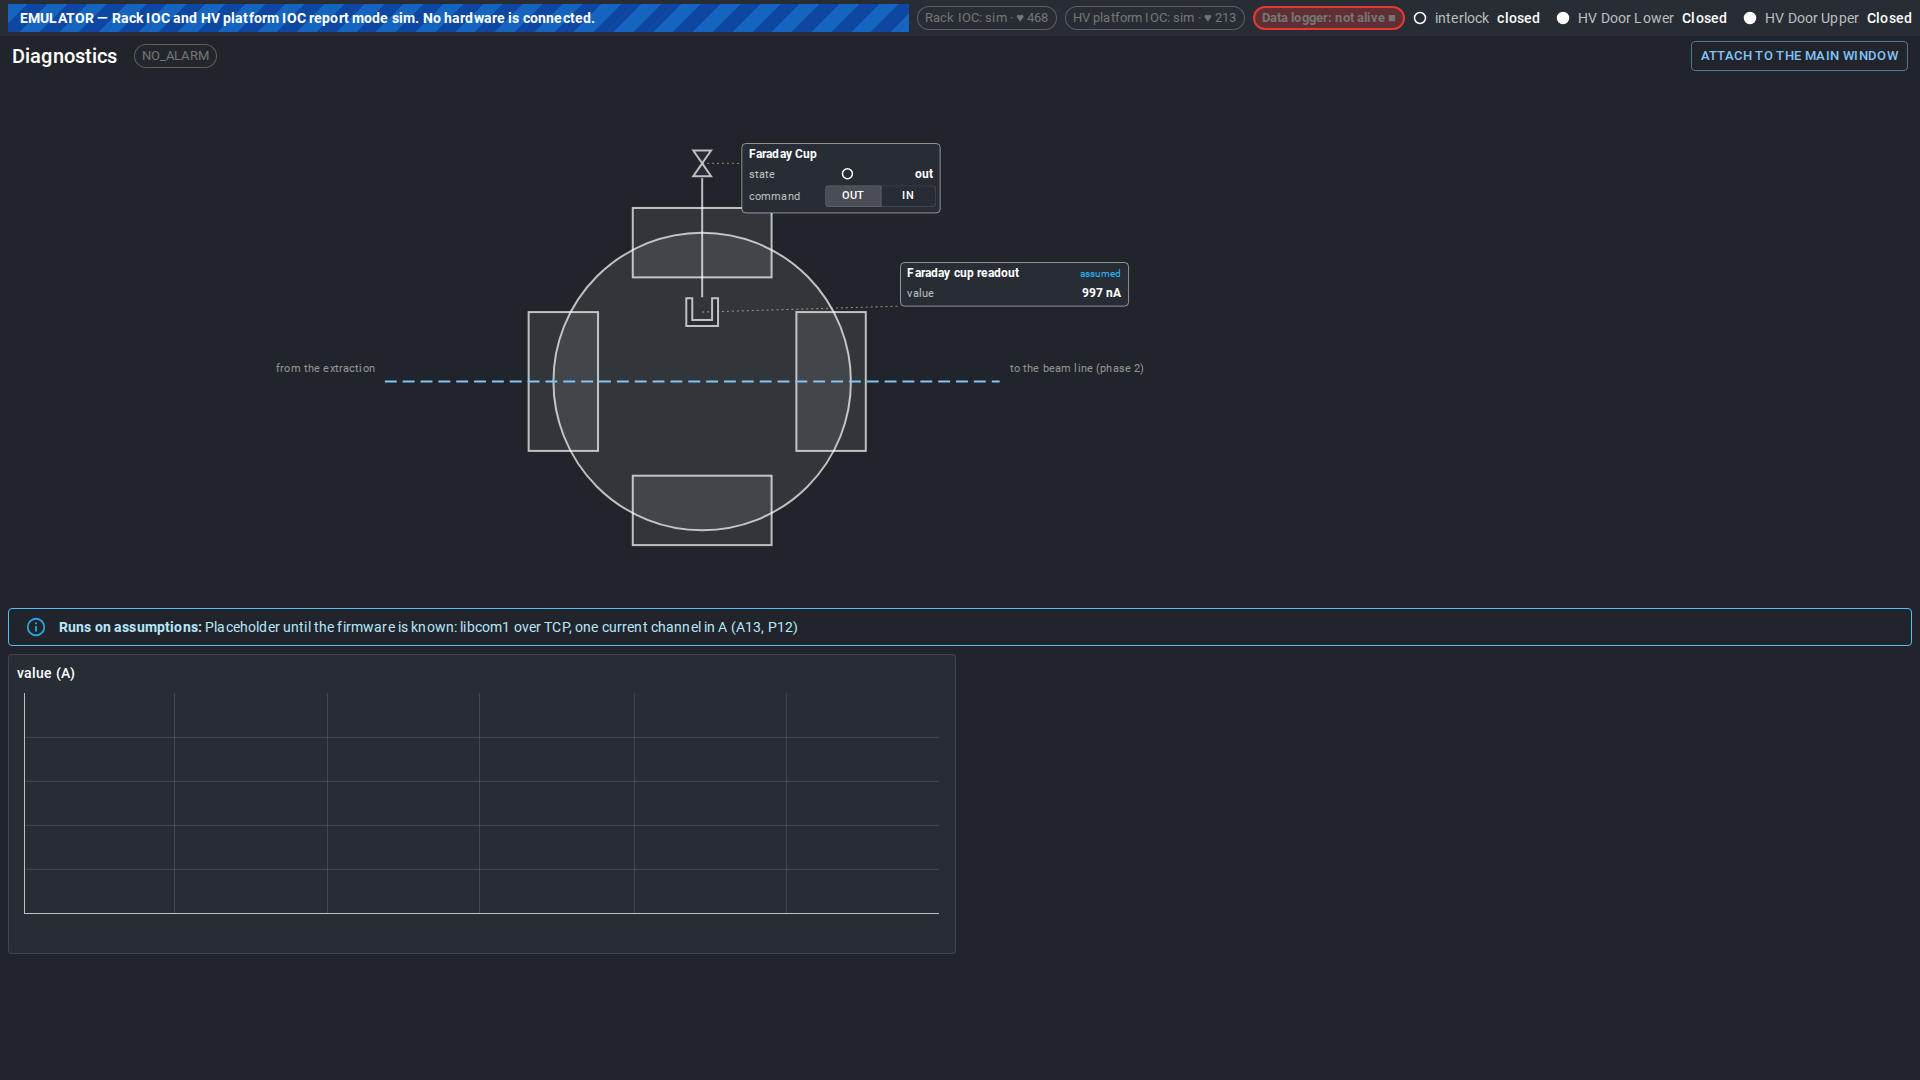 EMULATOR — Rack IOC and HV platform IOC report mode sim. No hardware is connected.
Rack IOC: sim · ♥ 468
HV platform IOC: sim · ♥ 213
Data logger: not alive ■
interlock closed
HV Door Lower Closed
HV Door Upper Closed
Diagnostics
NO_ALARM
ATTACH TO THE MAIN WINDOW
Faraday Cup
state out
command OUT IN
Faraday cup readout assumed
value 997 nA
from the extraction
to the beam line (phase 2)
Runs on assumptions: Placeholder until the firmware is known: libcom1 over TCP, one current channel in A (A13, P12)
value (A)